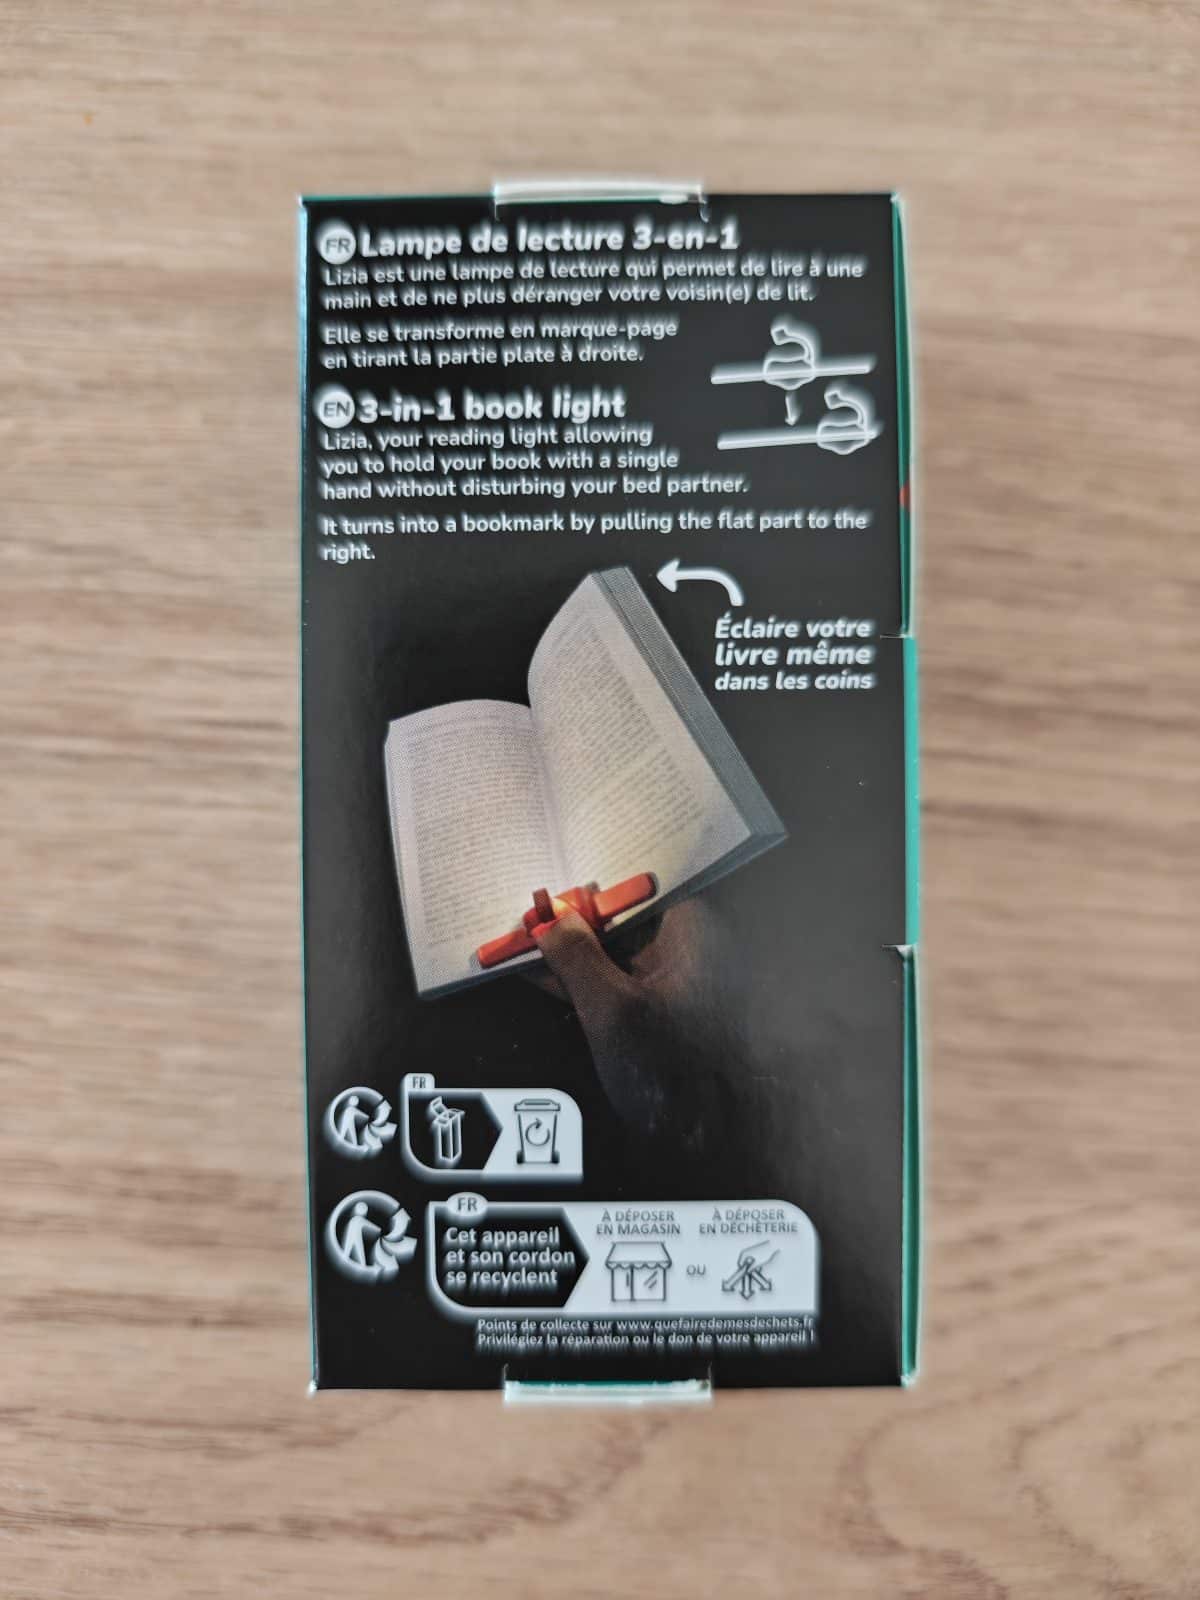 FR Lampe de lecture 3-en-1
Lizia est une lampe de lecture qui permet de lire à une
main et de ne plus déranger votre voisin(e) de lit.
Elle se transforme en marque-page
en tirant la partie plate à droite.
EN 3-in-1 book light
Lizia, your reading light allowing
you to hold your book with a single
hand without disturbing your bed partner.
It turns into a bookmark by pulling the flat part to the
right.
Éclaire votre
livre même
dans les coins
FR
FR
Cet appareil
et son cordon
se recyclent
À DÉPOSER
EN MAGASIN
OU
À DÉPOSER
EN DÉCHÈTERIE
Points de collecte sur www.quefairedemesdechets.fr
Privilégiez la réparation ou le don de votre appareil !